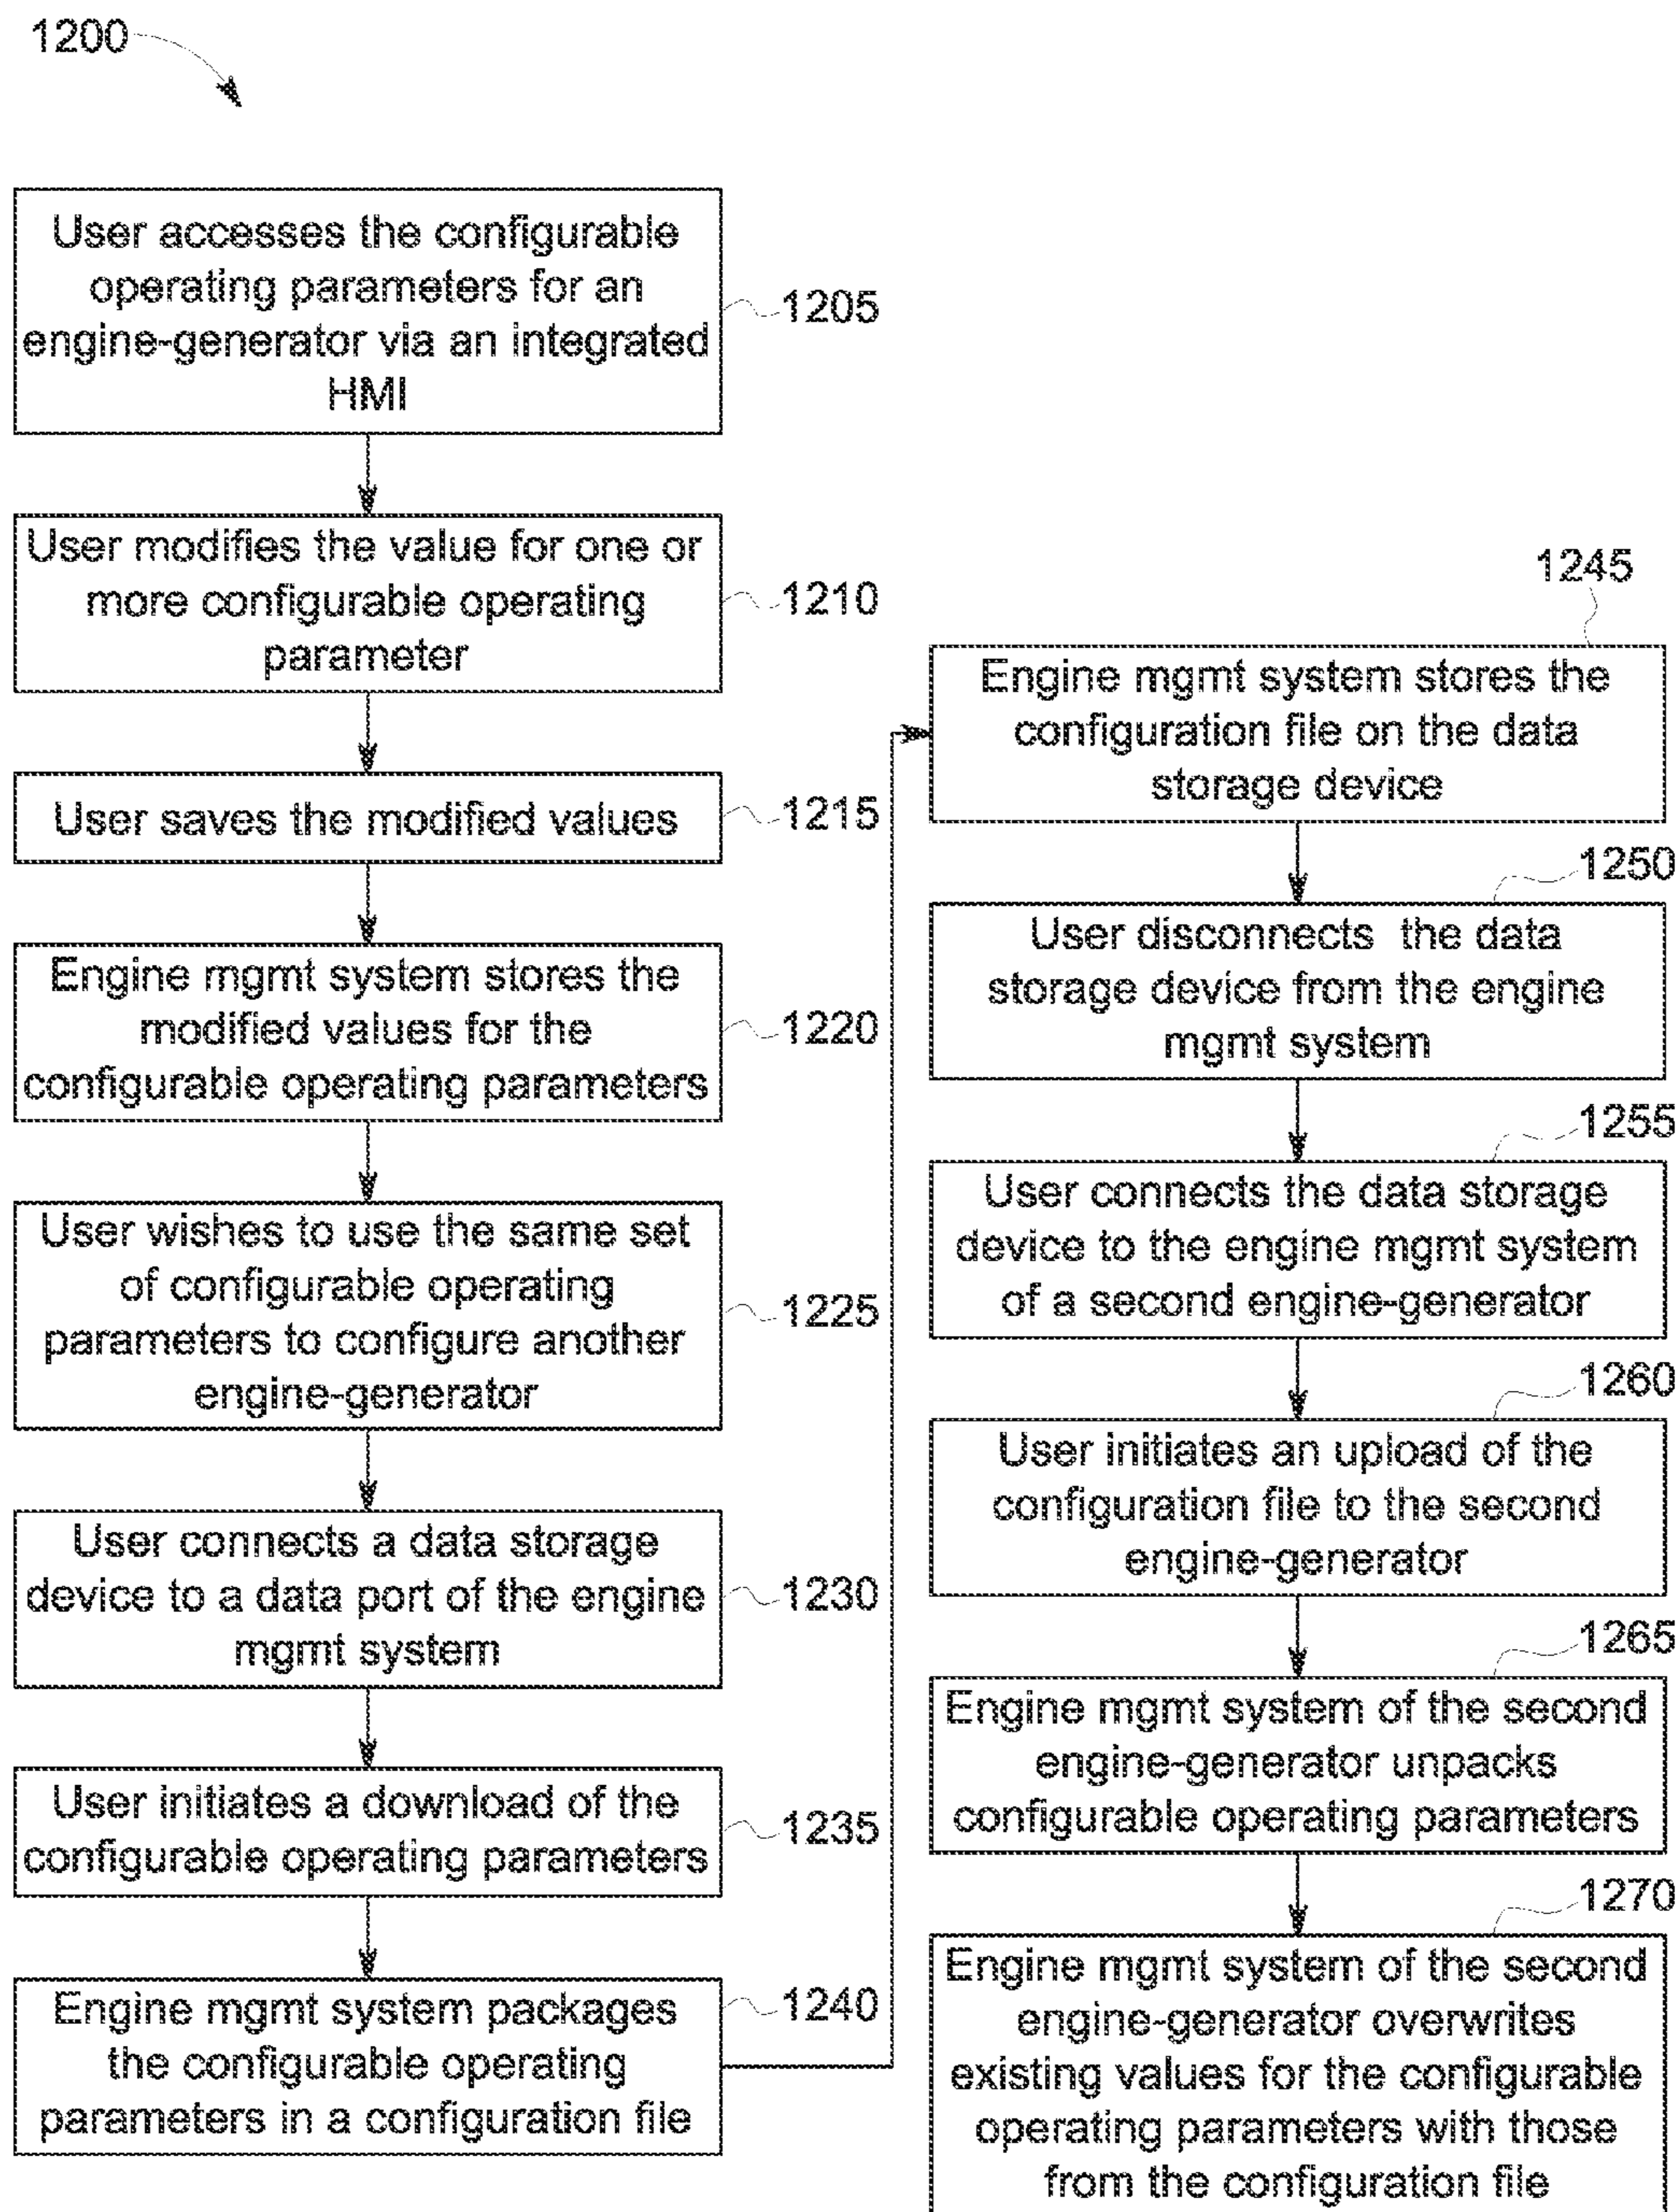 1200
User accesses the configurable
operating parameters for an
engine-generator via an integrated
HMI
1205
User modifies the value for one or
more configurable operating
parameter
1210
User saves the modified values
1215
Engine mgmt system stores the
modified values for the
configurable operating parameters
1220
User wishes to use the same set
of configurable operating
parameters to configure another
engine-generator
1225
User connects a data storage
device to a data port of the engine
mgmt system
1230
User initiates a download of the
configurable operating parameters
1235
Engine mgmt system packages
the configurable operating
parameters in a configuration file
1240
1245
Engine mgmt system stores the
configuration file on the data
storage device
1250
User disconnects the data
storage device from the engine
mgmt system
1255
User connects the data storage
device to the engine mgmt system
of a second engine-generator
1260
User initiates an upload of the
configuration file to the second
engine-generator
1265
Engine mgmt system of the second
engine-generator unpacks
configurable operating parameters
1270
Engine mgmt system of the second
engine-generator overwrites
existing values for the configurable
operating parameters with those
from the configuration file